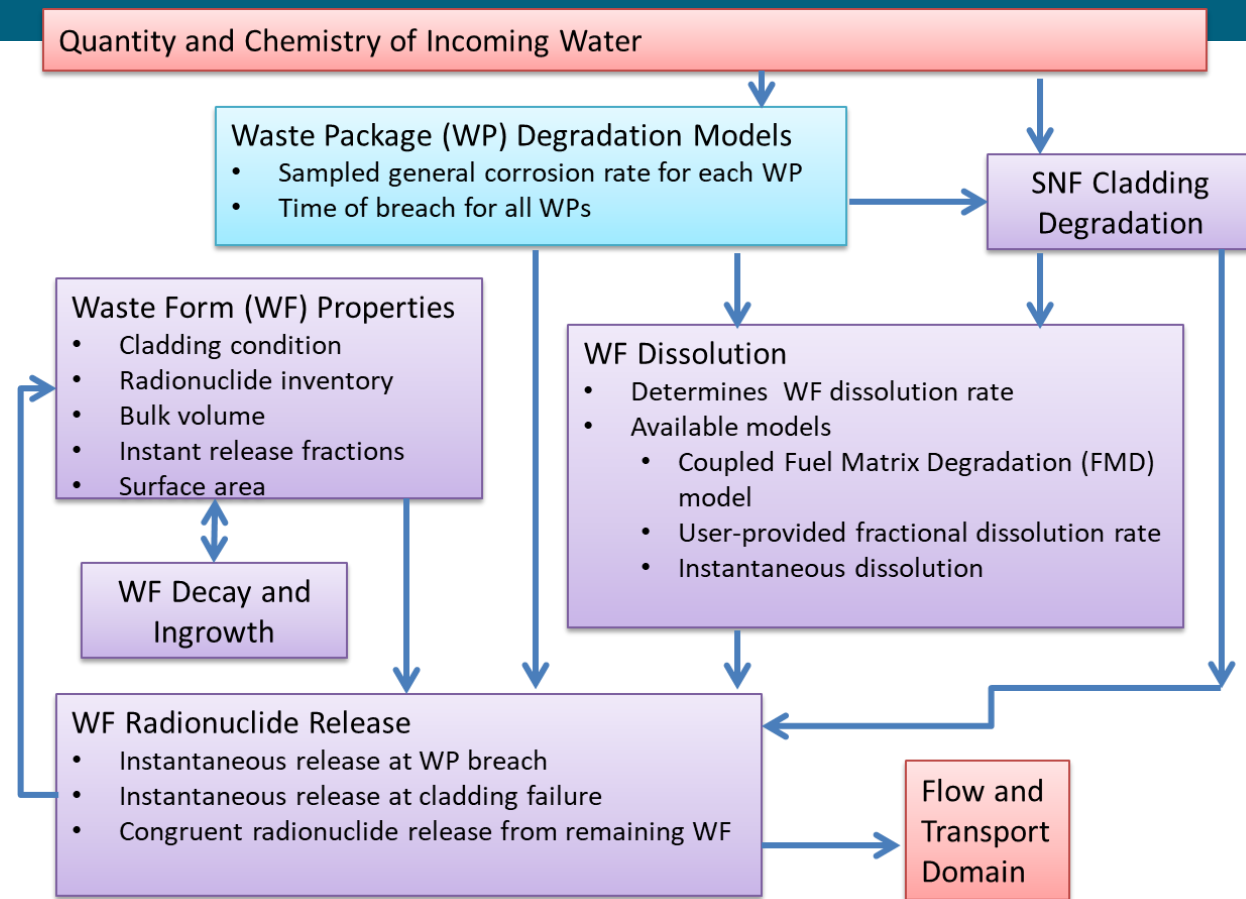 Quantity and Chemistry of Incoming Water
Waste Package (WP) Degradation Models
• Sampled general corrosion rate for each WP
• Time of breach for all WPs
SNF Cladding
Degradation
Waste Form (WF) Properties
• Cladding condition
• Radionuclide inventory
• Bulk volume
• Instant release fractions
• Surface area
WF Dissolution
• Determines WF dissolution rate
• Available models
• Coupled Fuel Matrix Degradation (FMD)
model
• User-provided fractional dissolution rate
• Instantaneous dissolution
WF Decay and
Ingrowth
WF Radionuclide Release
• Instantaneous release at WP breach
• Instantaneous release at cladding failure
• Congruent radionuclide release from remaining WF
Flow and
Transport
Domain